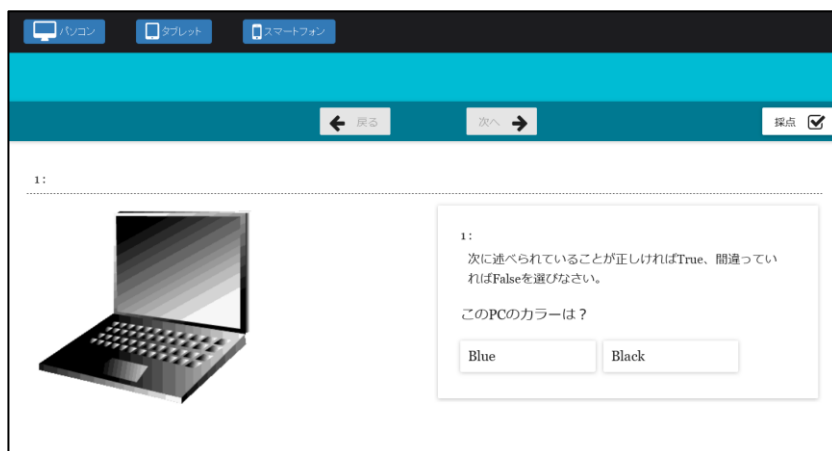 パソコン
タブレット
スマートフォン
戻る
次へ
採点
1:
1:
次に述べられていることが正しければTrue、間違ってい
ればFalseを選びなさい。
このPCのカラーは？
Blue
Black